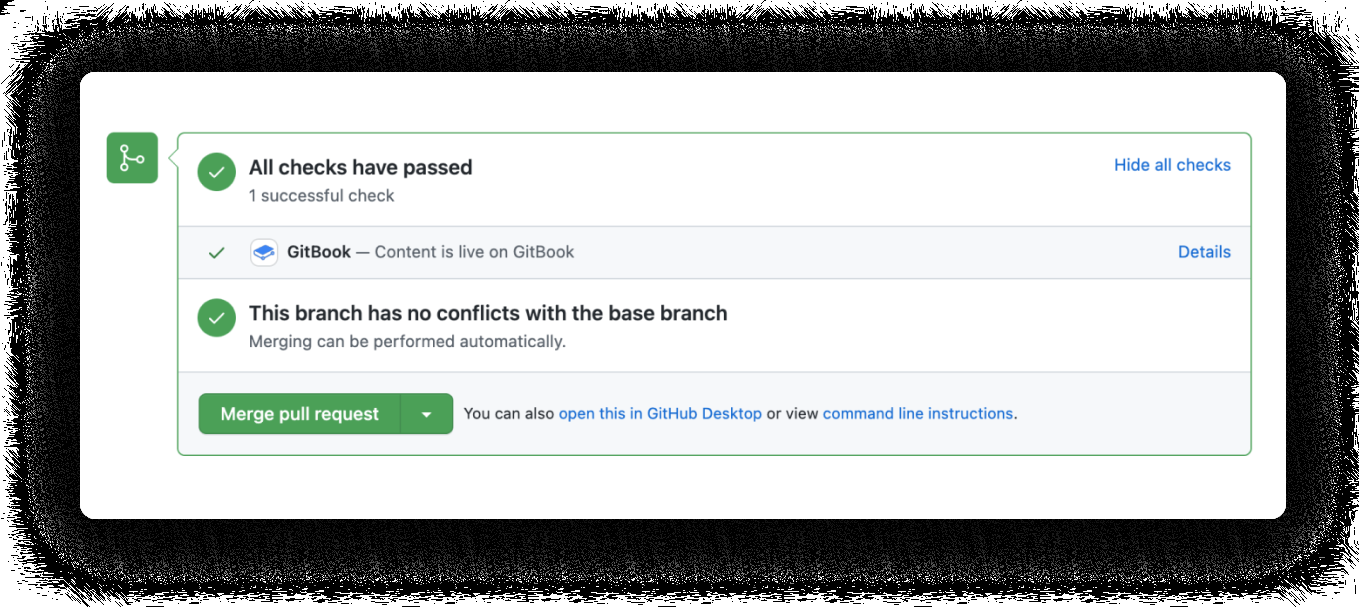 All checks have passed
Hide all checks
1 successful check
GitBook — Content is live on GitBook
Details
This branch has no conflicts with the base branch
Merging can be performed automatically.
Merge pull request
You can also open this in GitHub Desktop or view command line instructions.